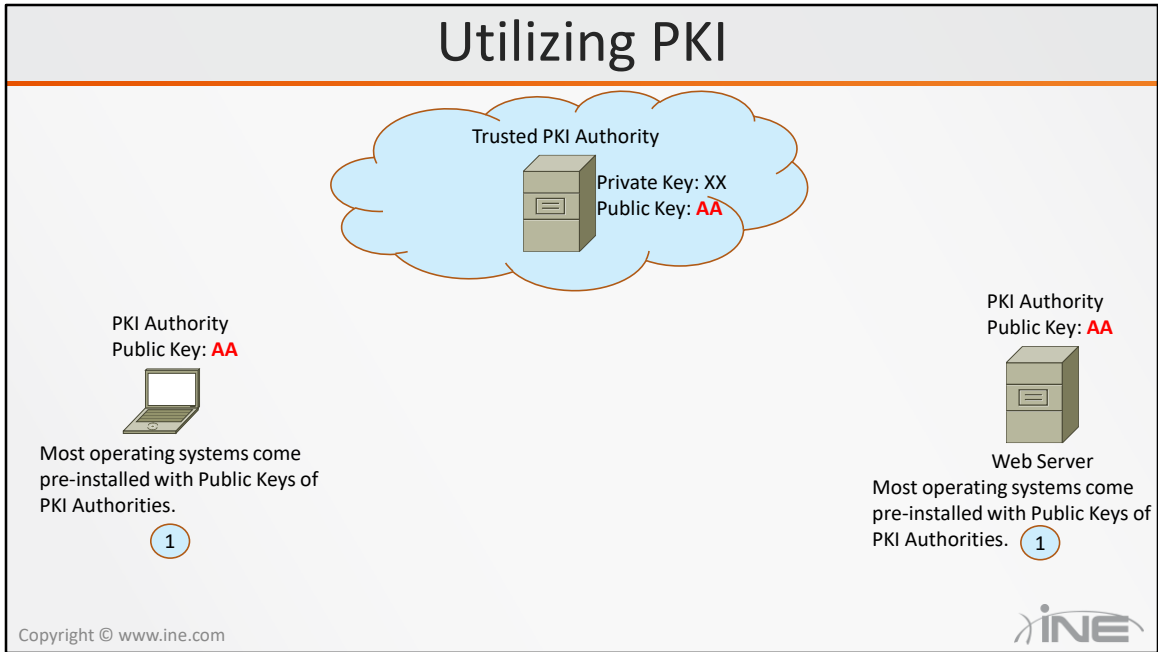 Utilizing PKI
Trusted PKI Authority
Private Key: XX
Public Key: AA
PKI Authority
Public Key: AA
Most operating systems come
pre-installed with Public Keys of
PKI Authorities.
1
PKI Authority
Public Key: AA
Web Server
Most operating systems come
pre-installed with Public Keys of
PKI Authorities. 1
Copyright © www.ine.com
iNE